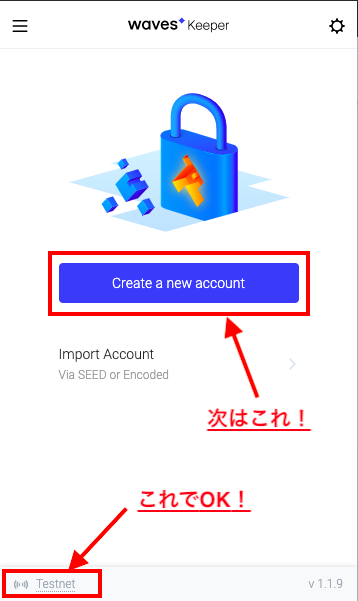 waves Keeper
Create a new account
Import Account
Via SEED or Encoded
次はこれ！
これでOK！
Testnet
v 1.1.9